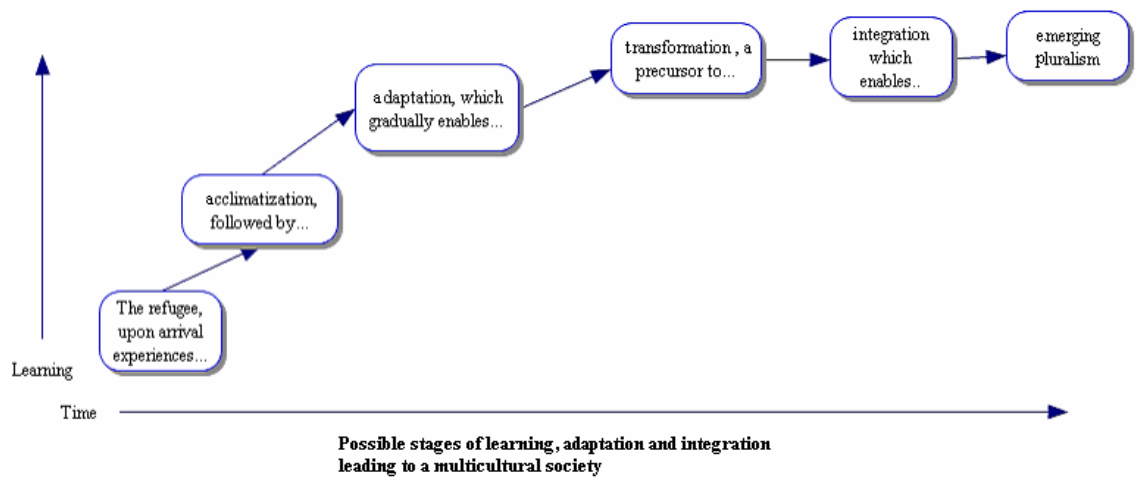 The refugee,
upon arrival
experiences...
acclimatization,
followed by...
adaptation, which
gradually enables...
transformation , a
precursor to...
integration
which
enables..
emerging
pluralism
Learning
Time
Possible stages of learning, adaptation and integration
leading to a multicultural society